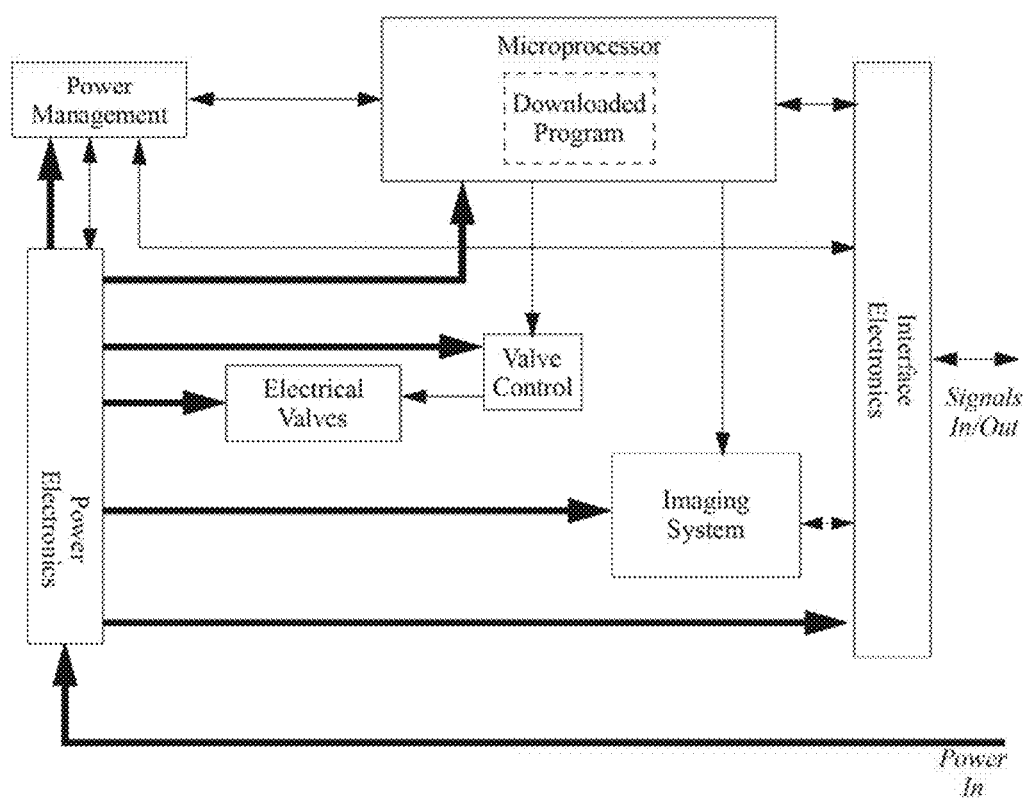 Microprocessor
Downloaded
Program
Power
Management
Interface
Electronics
Valve
Control
Electrical
Valves
Signals
In/Out
Power
Electronics
Imaging
System
Power
In